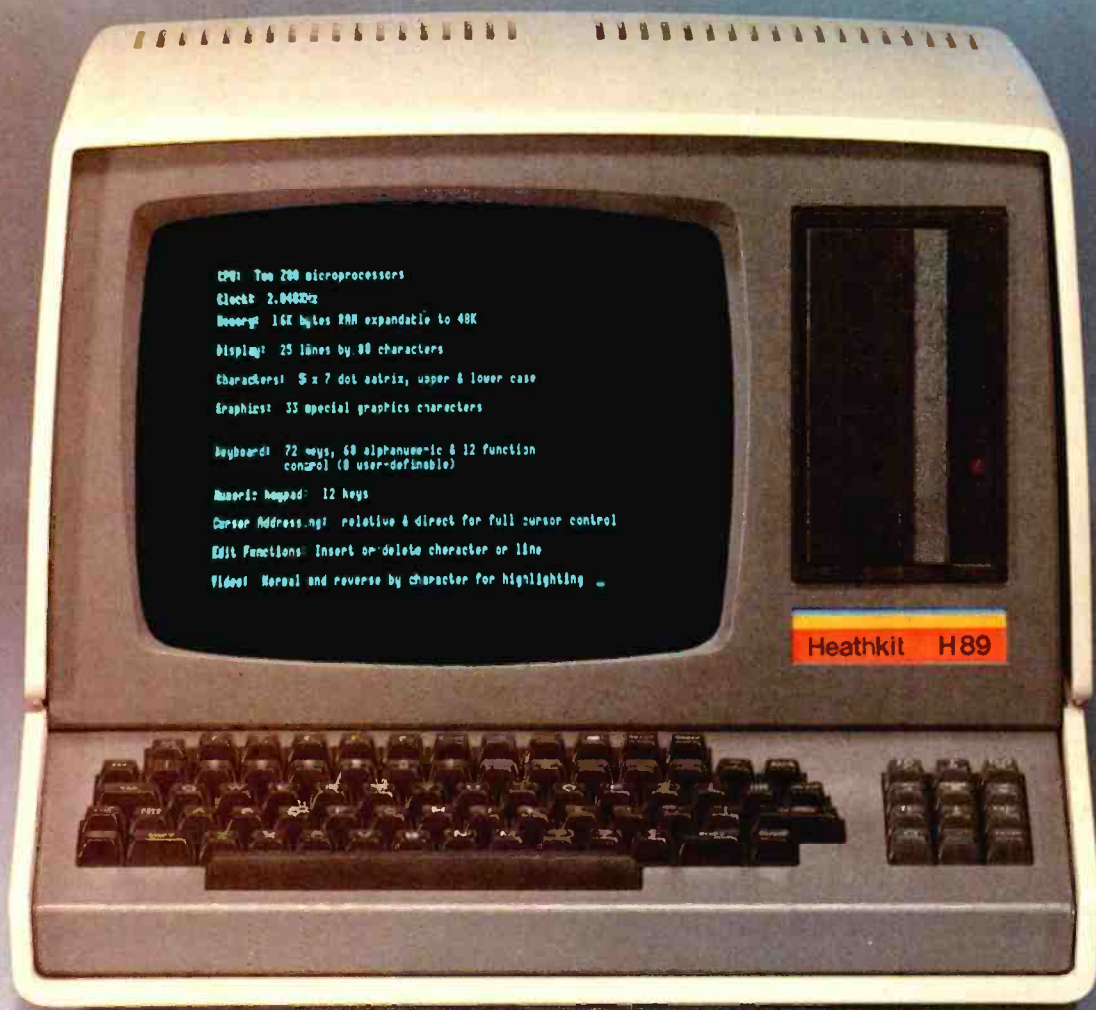 CPU: Two Z80 microprocessors
Clock: 2.048MHz
Memory: 16K bytes RAM expandable to 48K
Display: 25 lines by 80 characters
Characters: 5 x 7 dot matrix, upper & lower case
Graphics: 33 special graphics characters
Keyboard: 72 keys, 60 alphanumeric & 12 function
control (8 user-definable)
Numeric keypad: 12 keys
Cursor Addressing: relative & direct for full cursor control
Edit Functions: Insert or delete character or line
Video: Normal and reverse by character for highlighting _
Heathkit H89